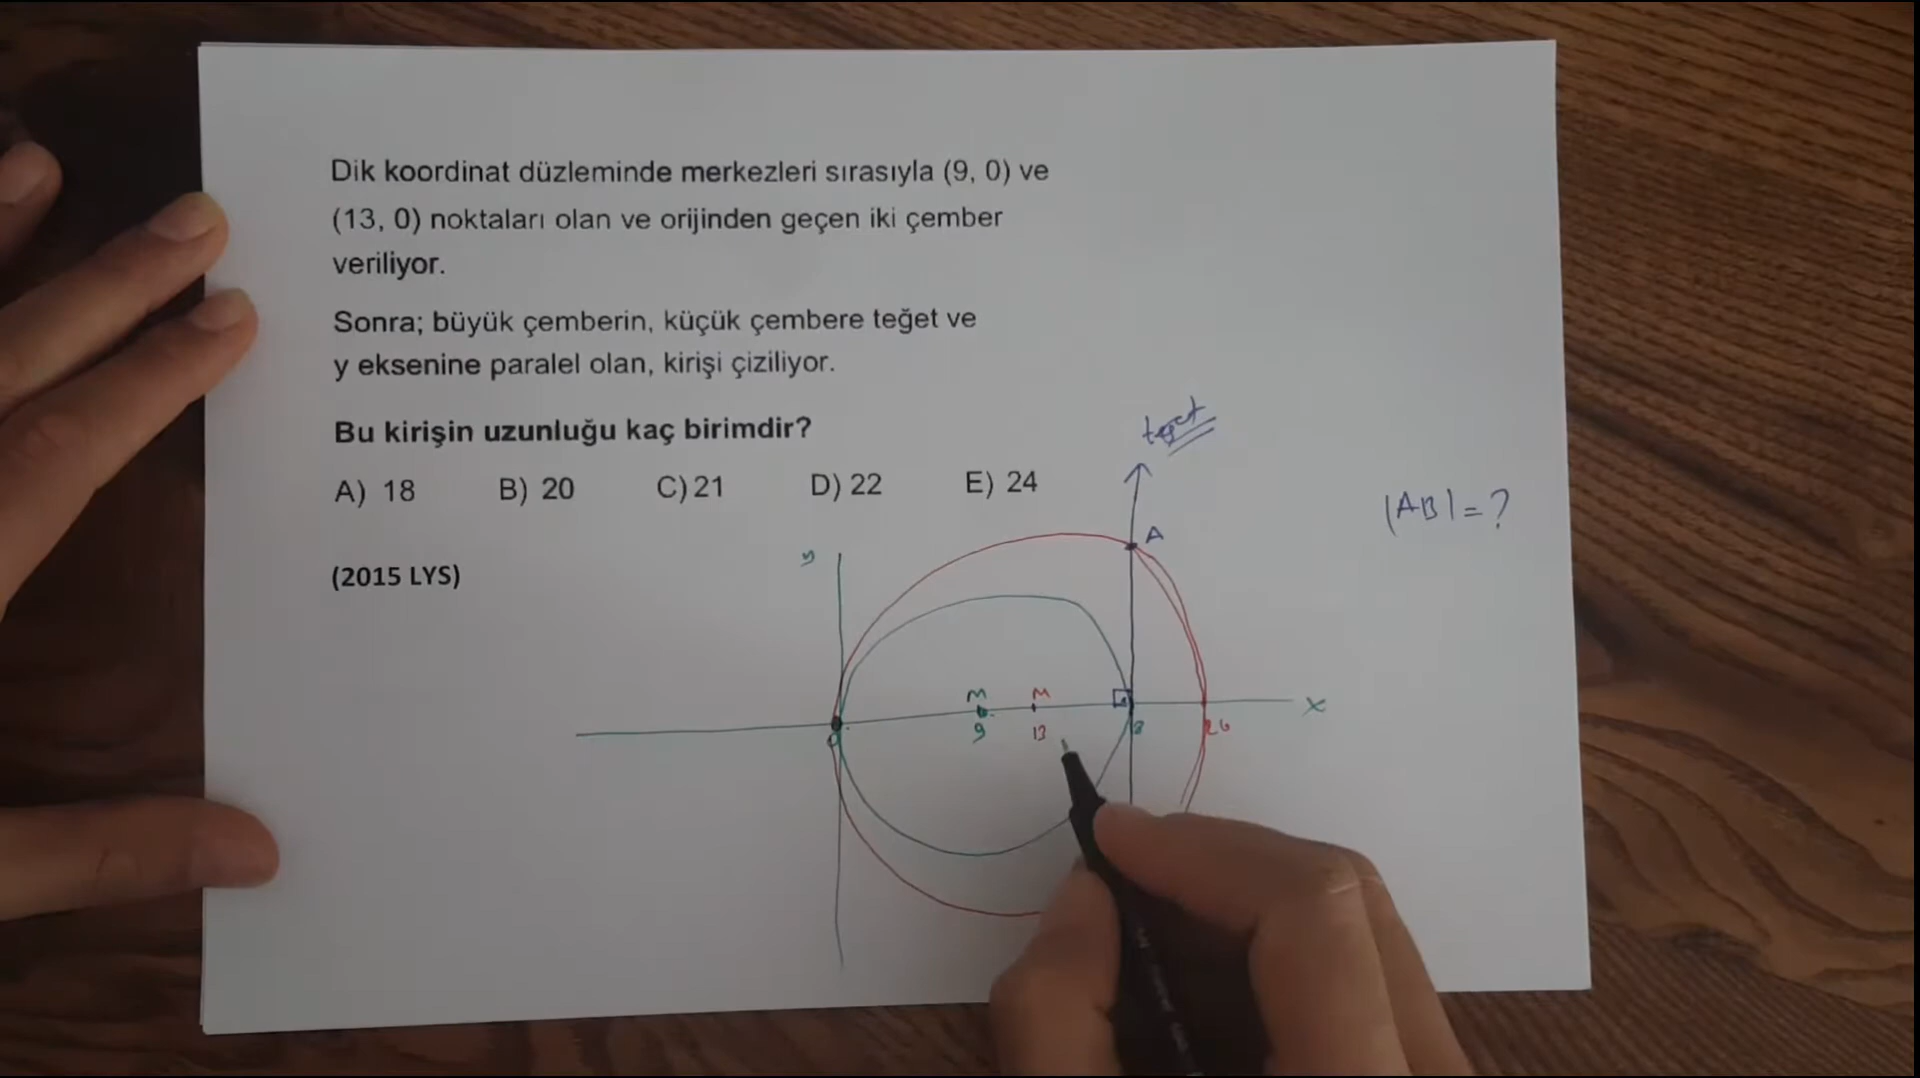 Dik koordinat düzleminde merkezleri sırasıyla (9, 0) ve
(13, 0) noktaları olan ve orijinden geçen iki çember
veriliyor.
Sonra; büyük çemberin, küçük çembere teğet ve
y eksenine paralel olan, kirişi çiziliyor.
Bu kirişin uzunluğu kaç birimdir?
A) 18 B) 20 C) 21 D) 22 E) 24
(2015 LYS)
teğet
|AB| = ?
A
y
M M
x
O 9 13 8 26